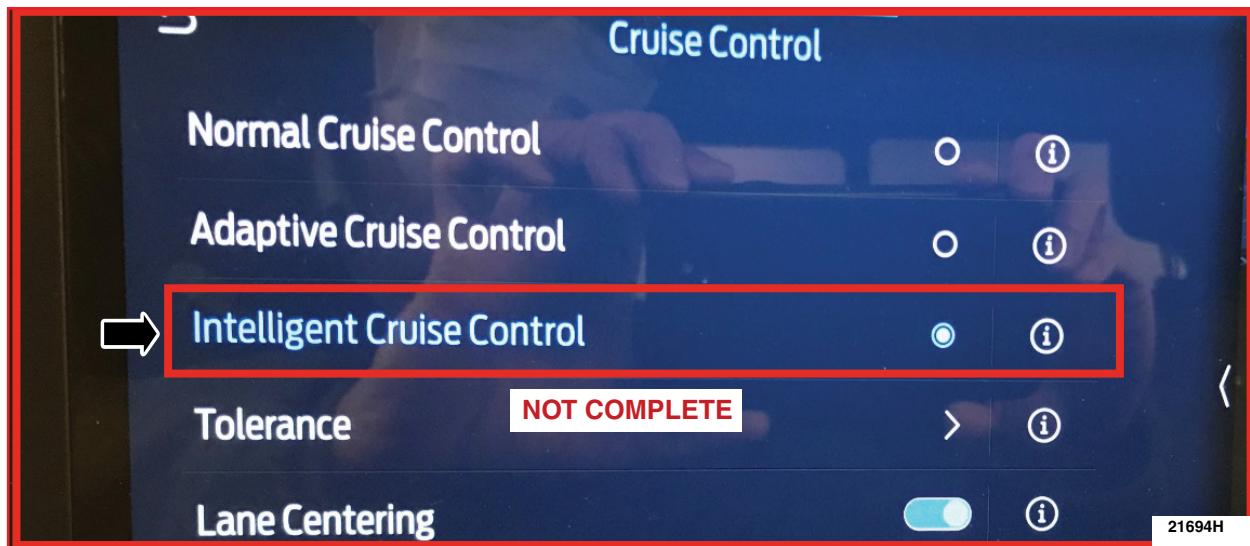 Cruise Control
Normal Cruise Control
Adaptive Cruise Control
Intelligent Cruise Control
NOT COMPLETE
Tolerance
Lane Centering
21694H